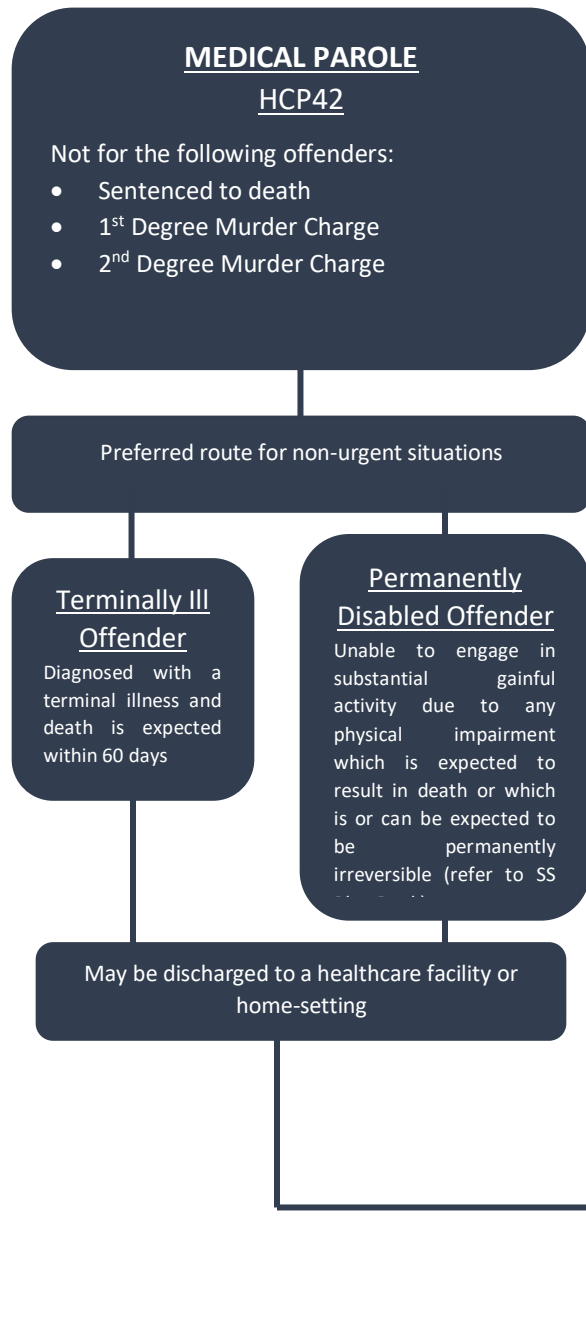 MEDICAL PAROLE
HCP42
Not for the following offenders:
• Sentenced to death
• 1st Degree Murder Charge
• 2nd Degree Murder Charge
Preferred route for non-urgent situations
Terminally Ill
Offender
Diagnosed with a
terminal illness and
death is expected
within 60 days
Permanently
Disabled Offender
Unable to engage in
substantial gainful
activity due to any
physical impairment
which is expected to
result in death or which
is or can be expected to
be permanently
irreversible (refer to SS
May be discharged to a healthcare facility or
home-setting